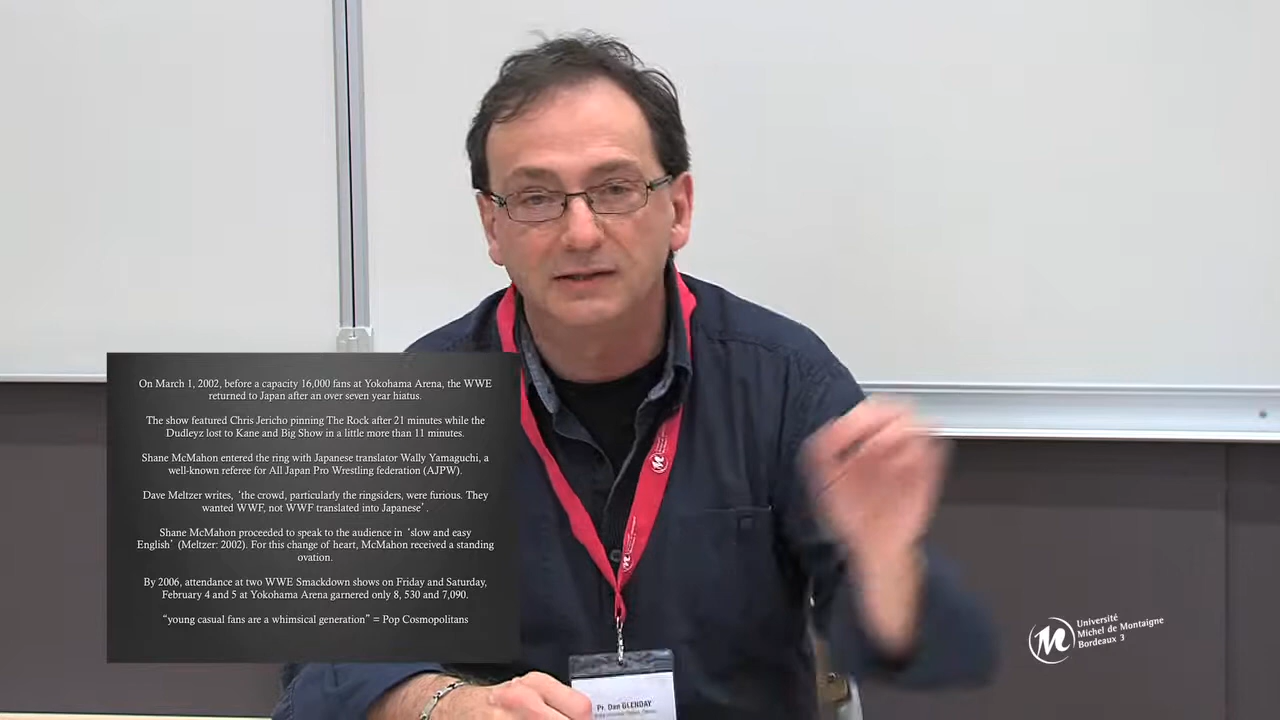 On March 1, 2002, before a capacity 16,000 fans at Yokohama Arena, the WWE
returned to Japan after an over seven year hiatus.
The show featured Chris Jericho pinning The Rock after 21 minutes while the
Dudleyz lost to Kane and Big Show in a little more than 11 minutes.
Shane McMahon entered the ring with Japanese translator Wally Yamaguchi, a
well-known referee for All Japan Pro Wrestling federation (AJPW).
Dave Meltzer writes, ‘the crowd, particularly the ringsiders, were furious. They
wanted WWF, not WWF translated into Japanese’.
Shane McMahon proceeded to speak to the audience in ‘slow and easy
English’ (Meltzer: 2002). For this change of heart, McMahon received a standing
ovation.
By 2006, attendance at two WWE Smackdown shows on Friday and Saturday,
February 4 and 5 at Yokohama Arena garnered only 8, 530 and 7,090.
“young casual fans are a whimsical generation” = Pop Cosmopolitans
Université
Michel de Montaigne
Bordeaux 3
Pr. Dan GLENDAY